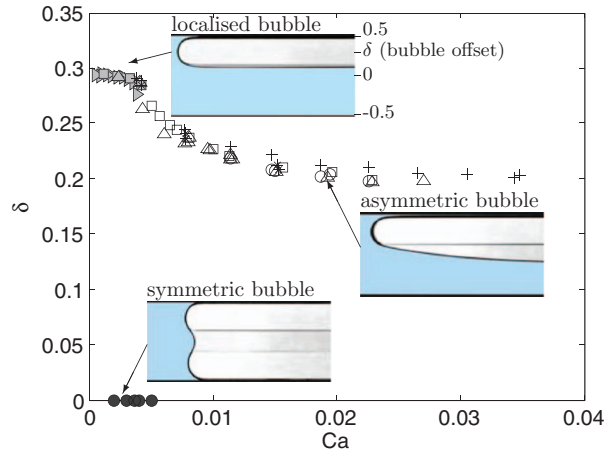 localised bubble
0.5
δ (bubble offset)
0
-0.5
0.35
0.3
0.25
0.2
0.15
0.1
0.05
0
δ
asymmetric bubble
symmetric bubble
0
0.01
0.02
0.03
0.04
Ca